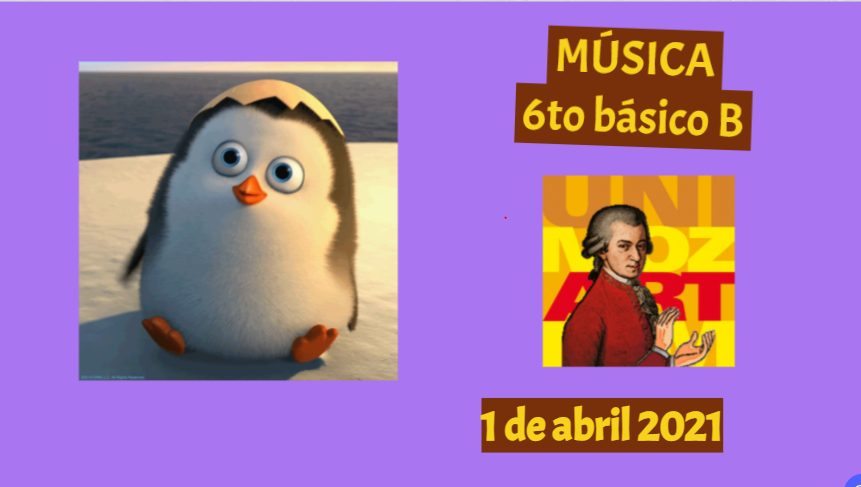 MÚSICA
6to básico B
UNI
MOZ
ART
1 de abril 2021